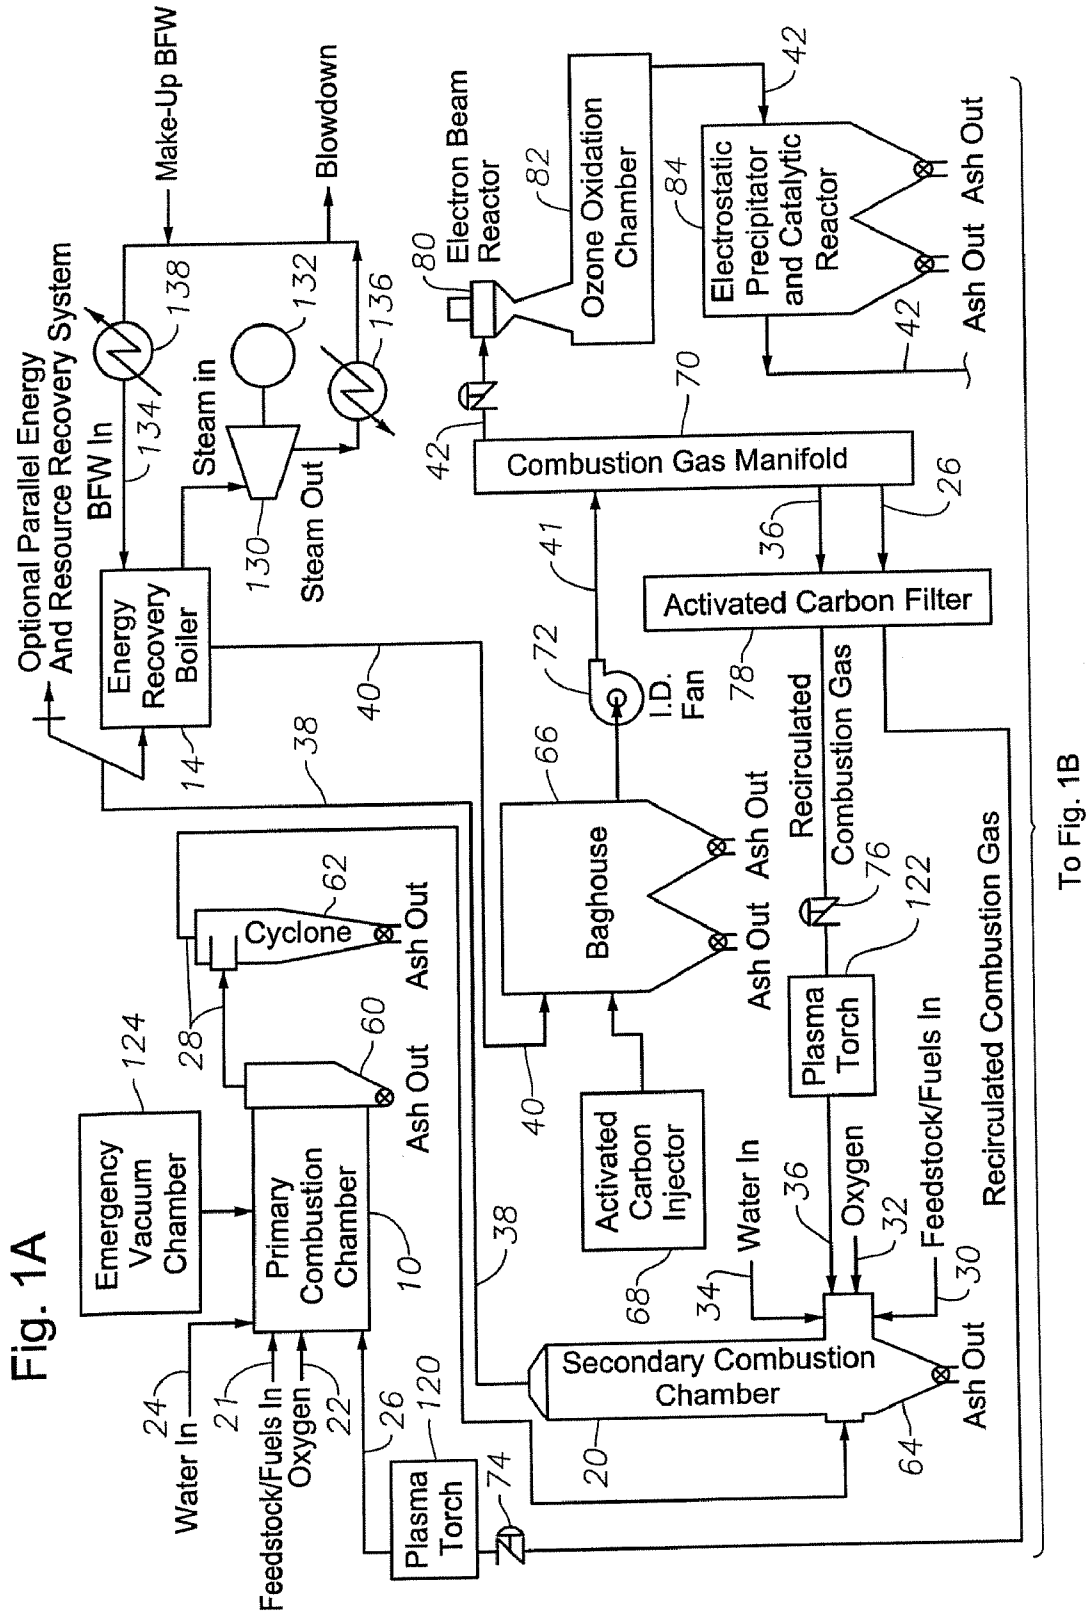 Fig. 1A
Optional Parallel Energy
And Resource Recovery System
Make-Up BFW
BFW In
134
138
Blowdown
Steam in
132
130
Steam Out
136
Energy
Recovery
Boiler
14
40
38
Emergency
Vacuum
Chamber
124
Water In
24
Feedstock/Fuels In
21
Oxygen
22
26
Primary
Combustion
Chamber
10
28
60
Ash Out
Cyclone
62
Ash Out
Plasma
Torch
120
74
Electron Beam
Reactor
80
42
Ozone Oxidation
Chamber
82
42
Electrostatic
Precipitator
and Catalytic
Reactor
84
Ash Out
Ash Out
42
Combustion Gas Manifold
70
41
36
26
I.D.
Fan
72
Baghouse
66
Ash Out
Ash Out
40
Activated
Carbon
Injector
68
Activated Carbon Filter
78
Recirculated
Combustion Gas
76
Plasma
Torch
122
38
Secondary Combustion
Chamber
20
64
Ash Out
Water In
34
36
Oxygen
32
Feedstock/Fuels In
30
Recirculated Combustion Gas
To Fig. 1B